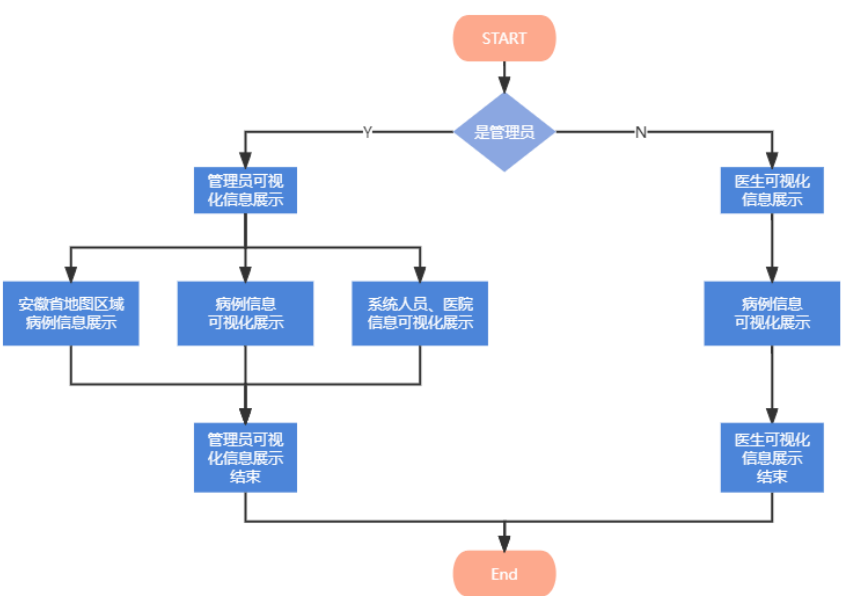 START
是管理员
Y
N
管理员可视
化信息展示
医生可视化
信息展示
安徽省地图区域
病例信息展示
病例信息
可视化展示
系统人员、医院
信息可视化展示
病例信息
可视化展示
管理员可视
化信息展示
结束
医生可视化
信息展示
结束
End